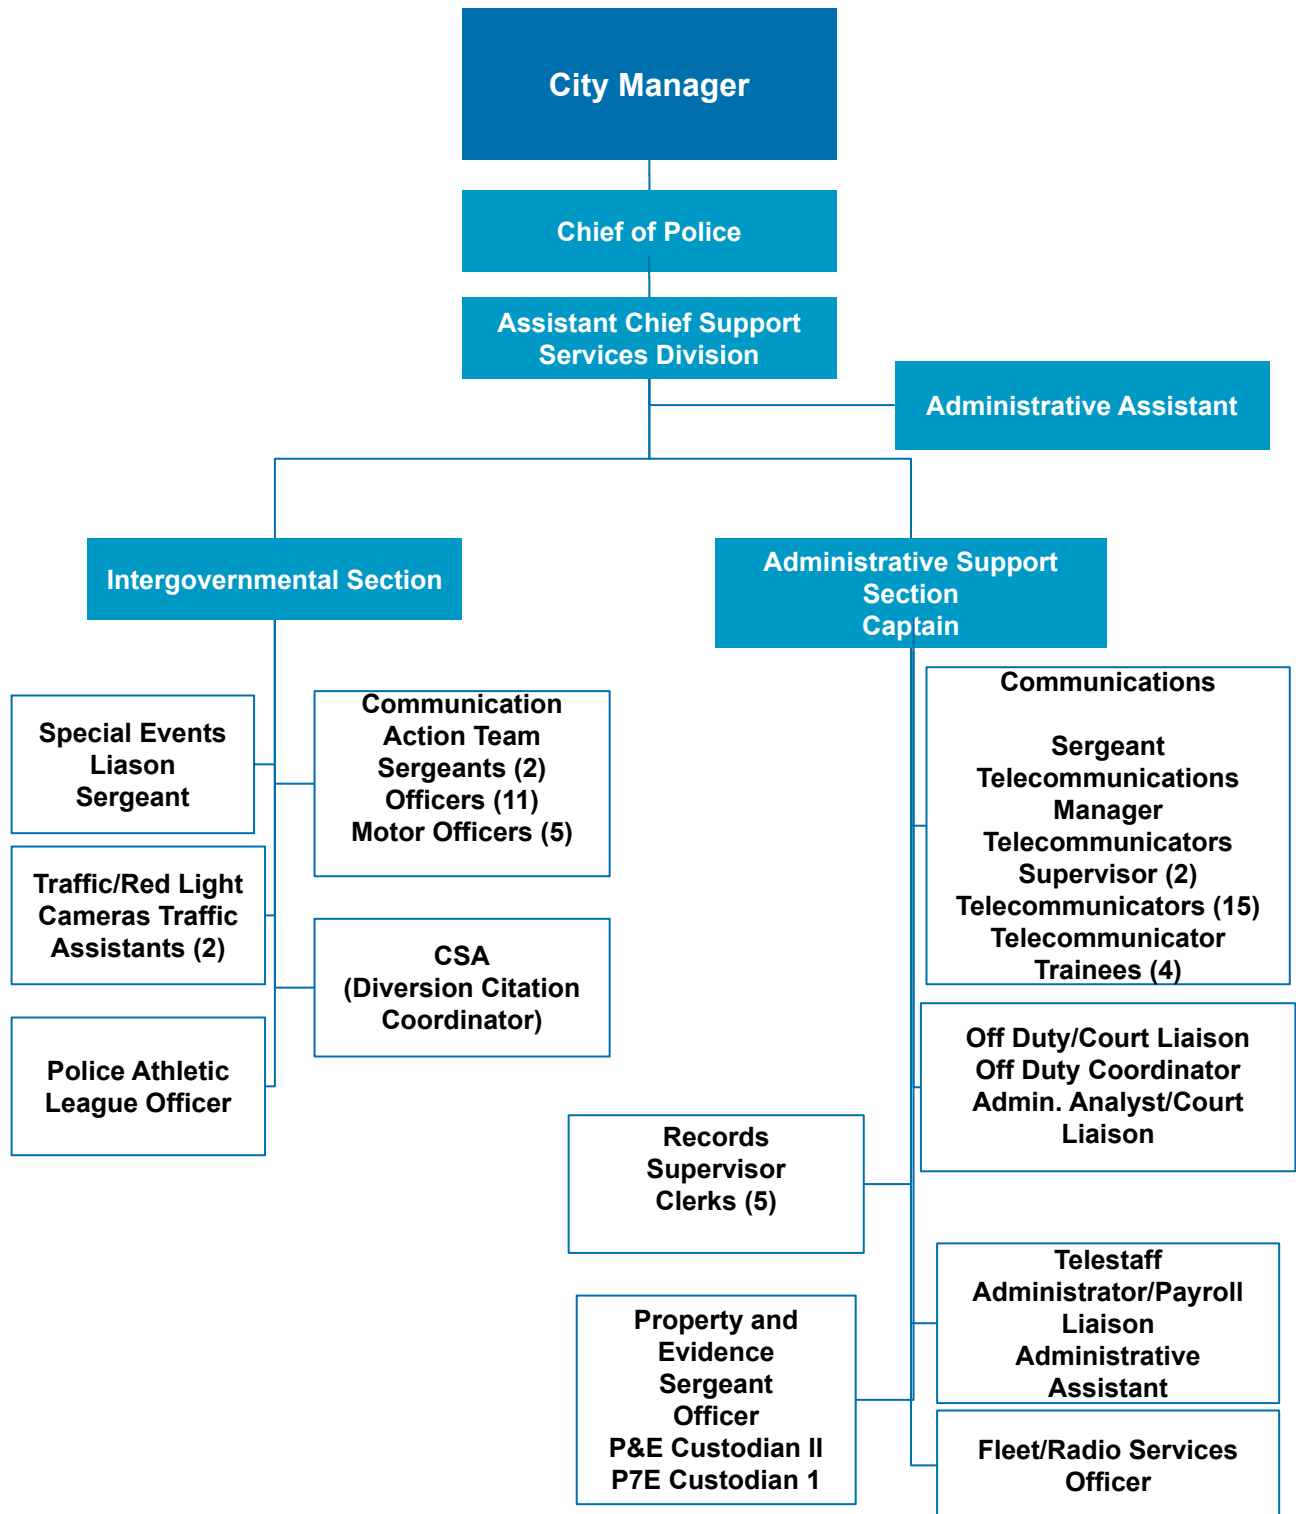 City Manager
Chief of Police
Assistant Chief Support
Services Division
Administrative Assistant
Intergovernmental Section
Administrative Support
Section
Captain
Special Events
Liason
Sergeant
Communication
Action Team
Sergeants (2)
Officers (11)
Motor Officers (5)
Traffic/Red Light
Cameras Traffic
Assistants (2)
CSA
(Diversion Citation
Coordinator)
Police Athletic
League Officer
Communications
Sergeant
Telecommunications
Manager
Telecommunicators
Supervisor (2)
Telecommunicators (15)
Telecommunicator
Trainees (4)
Off Duty/Court Liaison
Off Duty Coordinator
Admin. Analyst/Court
Liaison
Records
Supervisor
Clerks (5)
Telestaff
Administrator/Payroll
Liaison
Administrative
Assistant
Property and
Evidence
Sergeant
Officer
P&E Custodian II
P7E Custodian 1
Fleet/Radio Services
Officer